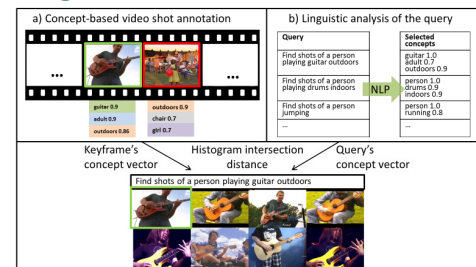 a) Concept-based video shot annotation
...
...
guitar 0.9
adult 0.9
outdoors 0.86
outdoors 0.9
chair 0.7
girl 0.7
b) Linguistic analysis of the query
Query
Find shots of a person
playing guitar outdoors
Find shots of a person
playing drums indoors
Find shots of a person
jumping
...
NLP
Selected
concepts
guitar 1.0
adult 0.7
outdoors 0.9
person 1.0
drums 0.9
indoors 0.9
person 1.0
running 0.8
...
Keyframe's
concept vector
Histogram intersection
distance
Query's
concept vector
Find shots of a person playing guitar outdoors